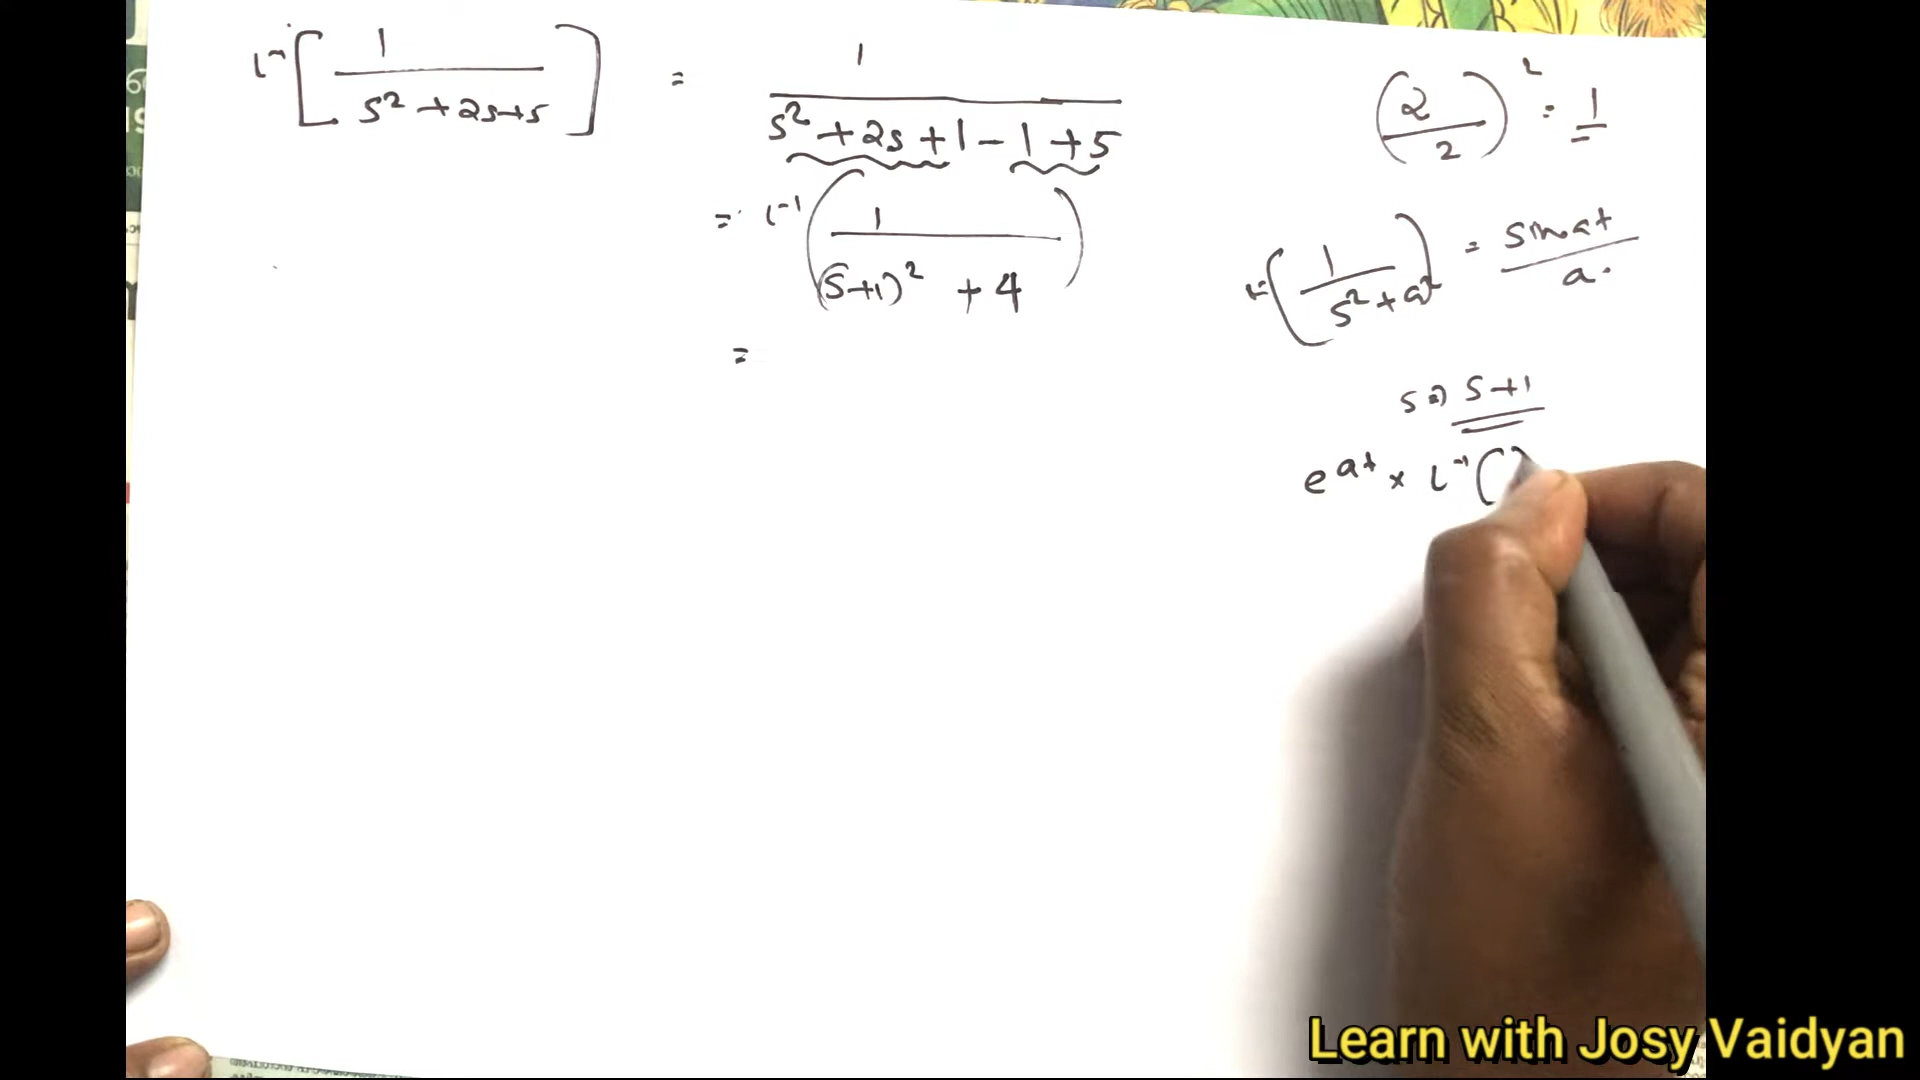 L⁻¹[ 1 / s² + 2s + 5 ] = 1 / s² + 2s + 1 - 1 + 5
(2/2)² = 1
= L⁻¹( 1 / (s+1)² + 4 )
L⁻¹( 1 / s² + a² ) = sin at / a.
=
s ⇒ s+1
e^at × L⁻¹(
Learn with Josy Vaidyan